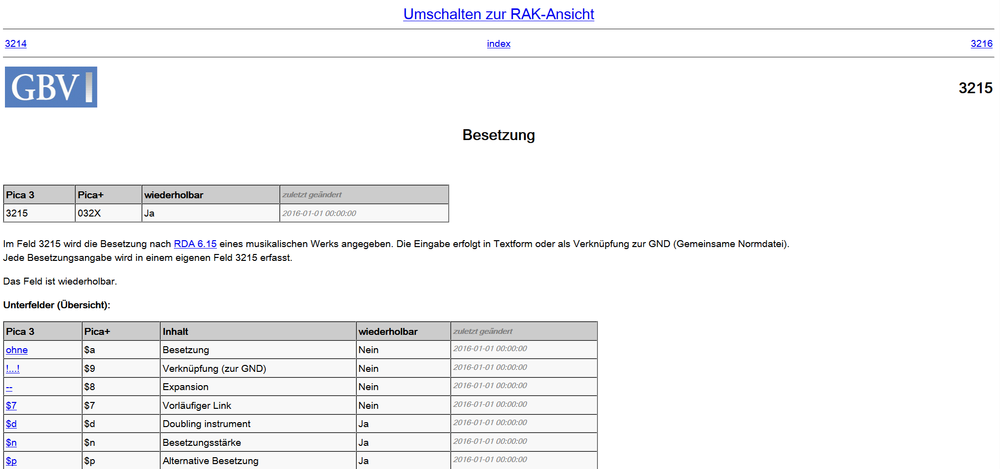 Umschalten zur RAK-Ansicht
3214 index 3216
GBV 3215
Besetzung
Pica 3 Pica+ wiederholbar zuletzt geändert
3215 032X Ja 2016-01-01 00:00:00
Im Feld 3215 wird die Besetzung nach RDA 6.15 eines musikalischen Werks angegeben. Die Eingabe erfolgt in Textform oder als Verknüpfung zur GND (Gemeinsame Normdatei).
Jede Besetzungsangabe wird in einem eigenen Feld 3215 erfasst.
Das Feld ist wiederholbar.
Unterfelder (Übersicht):
Pica 3 Pica+ Inhalt wiederholbar zuletzt geändert
ohne $a Besetzung Nein 2016-01-01 00:00:00
!...! $9 Verknüpfung (zur GND) Nein 2016-01-01 00:00:00
-- $8 Expansion Nein 2016-01-01 00:00:00
$7 $7 Vorläufiger Link Nein 2016-01-01 00:00:00
$d $d Doubling instrument Ja 2016-01-01 00:00:00
$n $n Besetzungsstärke Ja 2016-01-01 00:00:00
$p $p Alternative Besetzung Ja 2016-01-01 00:00:00